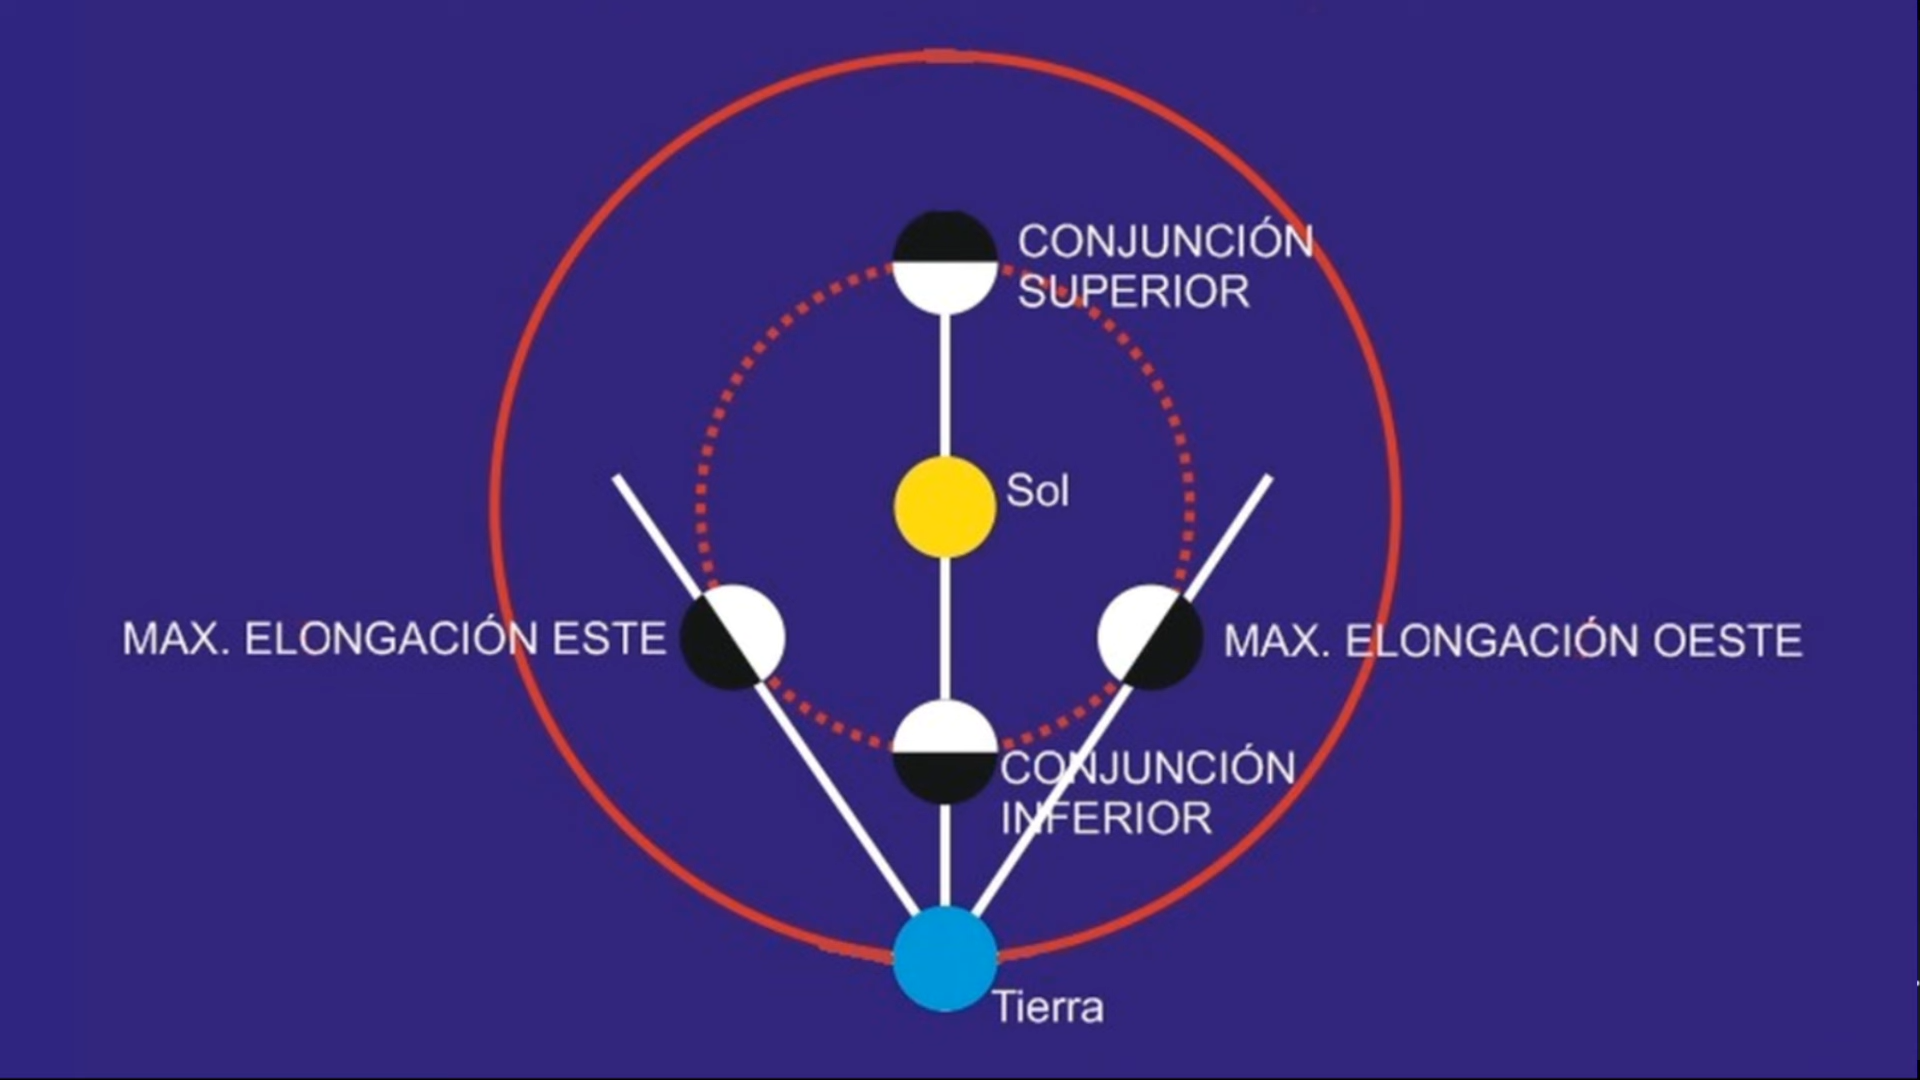 CONJUNCIÓN
SUPERIOR
Sol
MAX. ELONGACIÓN ESTE
MAX. ELONGACIÓN OESTE
CONJUNCIÓN
INFERIOR
Tierra